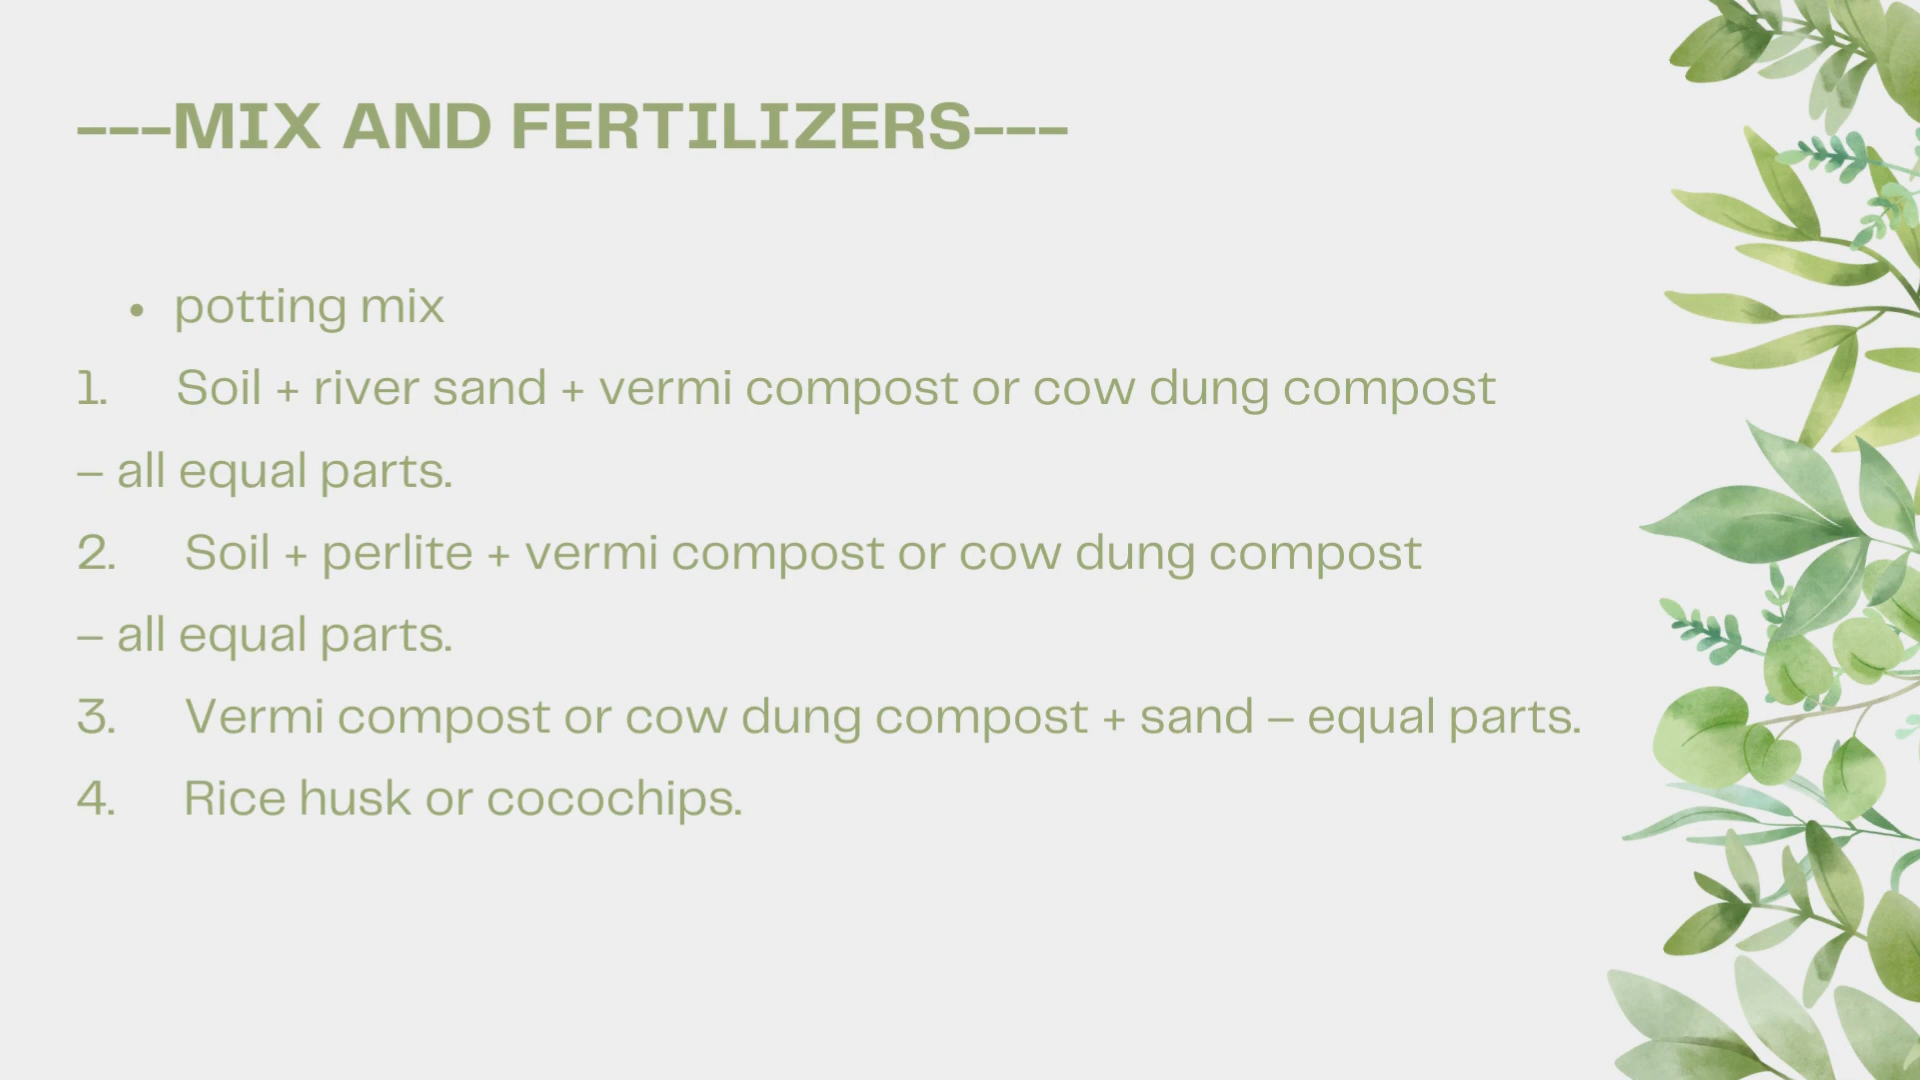 ---MIX AND FERTILIZERS---
• potting mix
1. Soil + river sand + vermi compost or cow dung compost
– all equal parts.
2. Soil + perlite + vermi compost or cow dung compost
– all equal parts.
3. Vermi compost or cow dung compost + sand – equal parts.
4. Rice husk or cocochips.